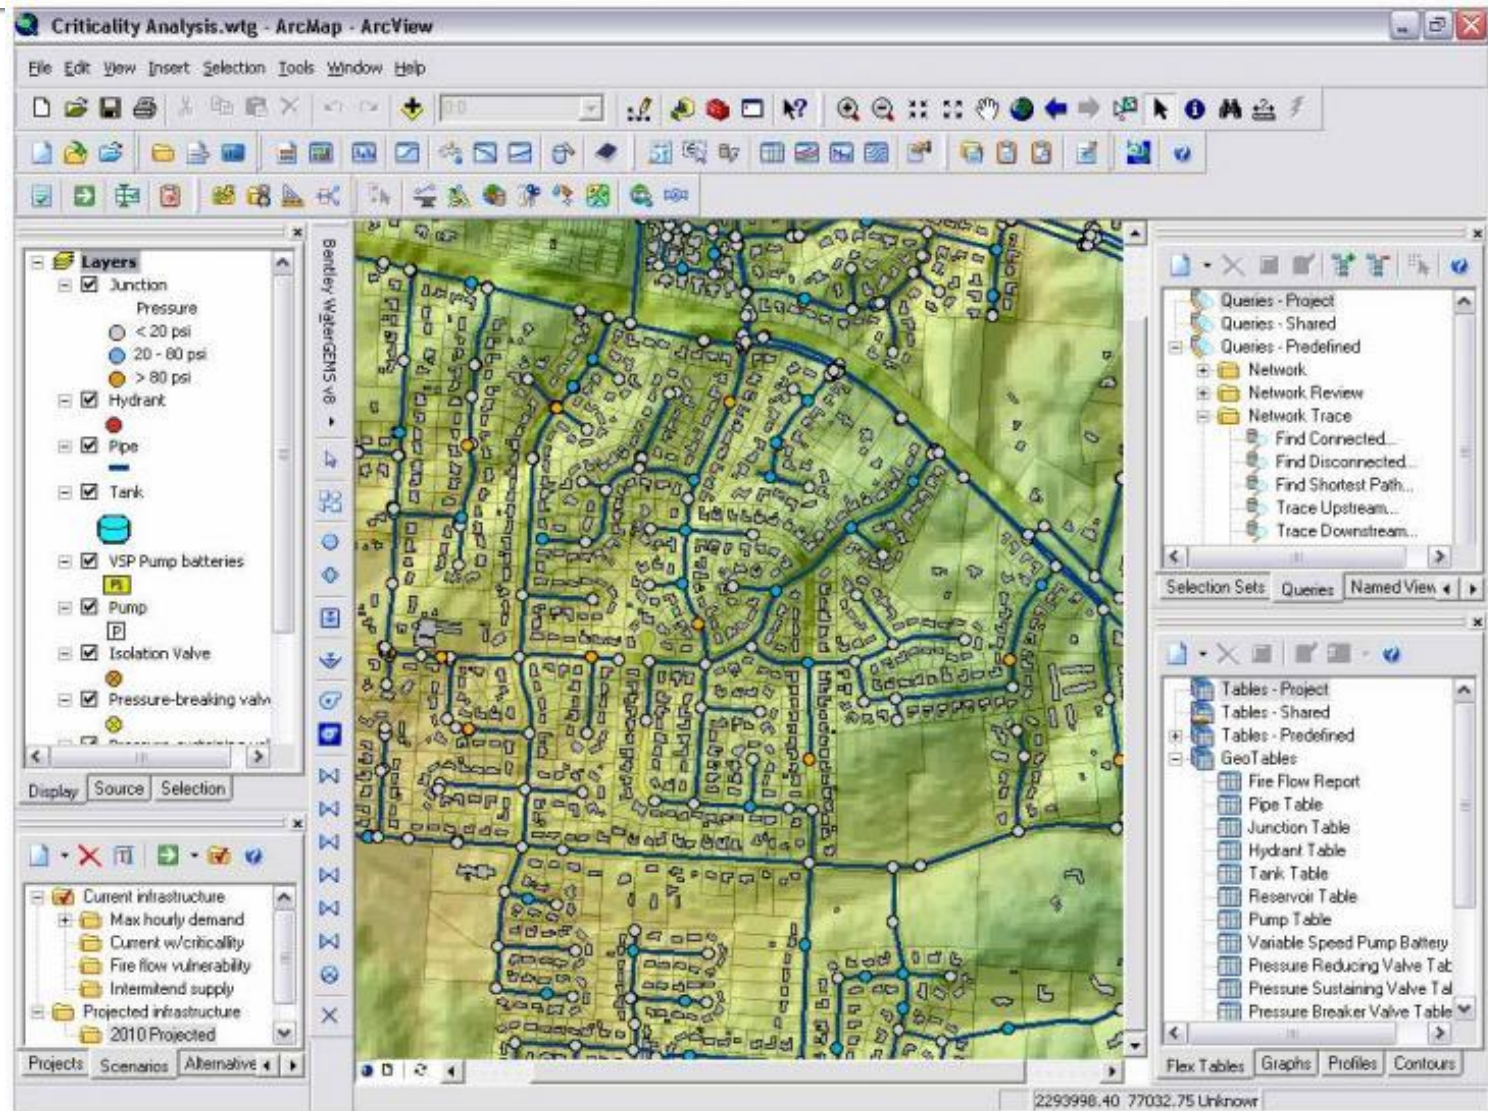 Criticality Analysis.wtg - ArcMap - ArcView
File Edit View Insert Selection Tools Window Help
Layers
Junction
Pressure
< 20 psi
20 - 80 psi
> 80 psi
Hydrant
Pipe
Tank
VSP Pump batteries
Pump
P
Isolation Valve
Pressure-breaking valv
Display Source Selection
Current infrastructure
Max hourly demand
Current w/criticallity
Fire flow vulnerability
Intermitend supply
Projected infrastructure
2010 Projected
Projects Scenarios Alternative
Bentley WaterGEMS v8
Queries - Project
Queries - Shared
Queries - Predefined
Network
Network Review
Network Trace
Find Connected...
Find Disconnected...
Find Shortest Path...
Trace Upstream...
Trace Downstream...
Selection Sets Queries Named View
Tables - Project
Tables - Shared
Tables - Predefined
GeoTables
Fire Flow Report
Pipe Table
Junction Table
Hydrant Table
Tank Table
Reservoir Table
Pump Table
Variable Speed Pump Battery
Pressure Reducing Valve Tab
Pressure Sustaining Valve Tal
Pressure Breaker Valve Table
Flex Tables Graphs Profiles Contours
2293998.40 77032.75 Unknowr